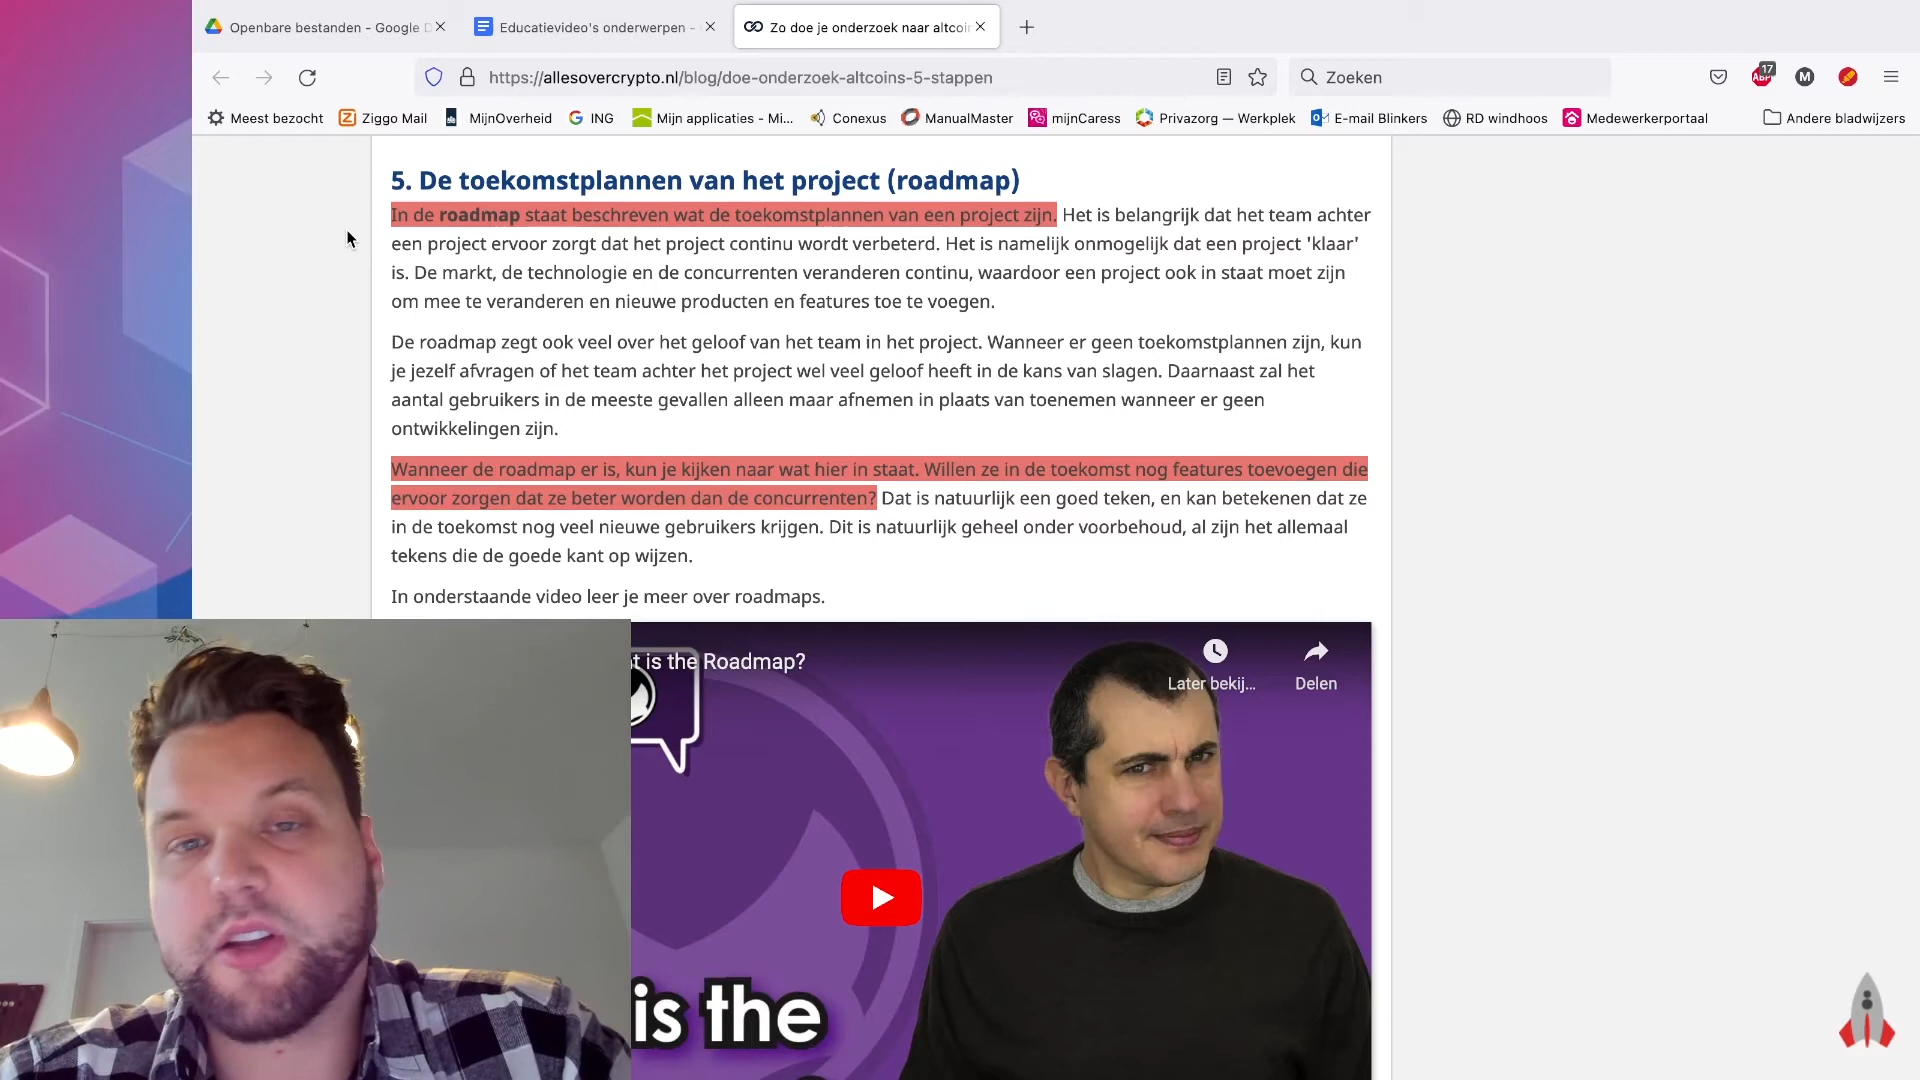 Openbare bestanden - Google D
Educatievideo's onderwerpen -
Zo doe je onderzoek naar altcoin
https://allesovercrypto.nl/blog/doe-onderzoek-altcoins-5-stappen
Zoeken
ABP
17
M
Meest bezocht
Ziggo Mail
MijnOverheid
ING
Mijn applicaties - Mi...
Conexus
ManualMaster
mijnCaress
Privazorg — Werkplek
E-mail Blinkers
RD windhoos
Medewerkerportaal
Andere bladwijzers
5. De toekomstplannen van het project (roadmap)
In de roadmap staat beschreven wat de toekomstplannen van een project zijn. Het is belangrijk dat het team achter
een project ervoor zorgt dat het project continu wordt verbeterd. Het is namelijk onmogelijk dat een project 'klaar'
is. De markt, de technologie en de concurrenten veranderen continu, waardoor een project ook in staat moet zijn
om mee te veranderen en nieuwe producten en features toe te voegen.
De roadmap zegt ook veel over het geloof van het team in het project. Wanneer er geen toekomstplannen zijn, kun
je jezelf afvragen of het team achter het project wel veel geloof heeft in de kans van slagen. Daarnaast zal het
aantal gebruikers in de meeste gevallen alleen maar afnemen in plaats van toenemen wanneer er geen
ontwikkelingen zijn.
Wanneer de roadmap er is, kun je kijken naar wat hier in staat. Willen ze in de toekomst nog features toevoegen die
ervoor zorgen dat ze beter worden dan de concurrenten? Dat is natuurlijk een goed teken, en kan betekenen dat ze
in de toekomst nog veel nieuwe gebruikers krijgen. Dit is natuurlijk geheel onder voorbehoud, al zijn het allemaal
tekens die de goede kant op wijzen.
In onderstaande video leer je meer over roadmaps.
t is the Roadmap?
Later bekij...
Delen
is the